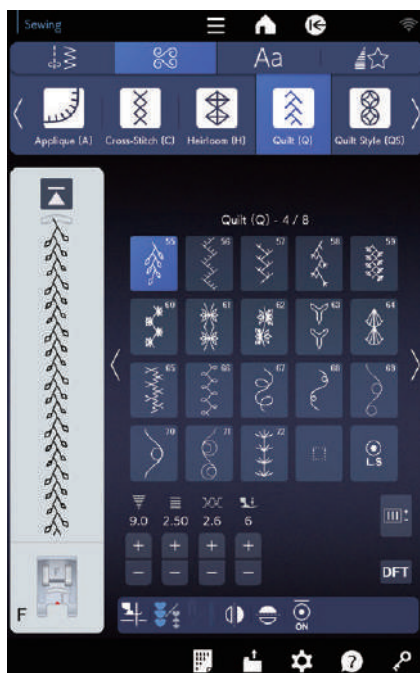 Sewing
Aa
Applique (A) Cross-Stitch (C) Heirloom (H) Quilt (Q) Quilt Style (QS)
Quilt (Q) - 4 / 8
55 56 57 58 59
60 61 62 63 64
65 66 67 68 69
70 71 72 L.S
9.0 2.50 2.6 6
+ + + +
− − − −
DFT
F
ON
?